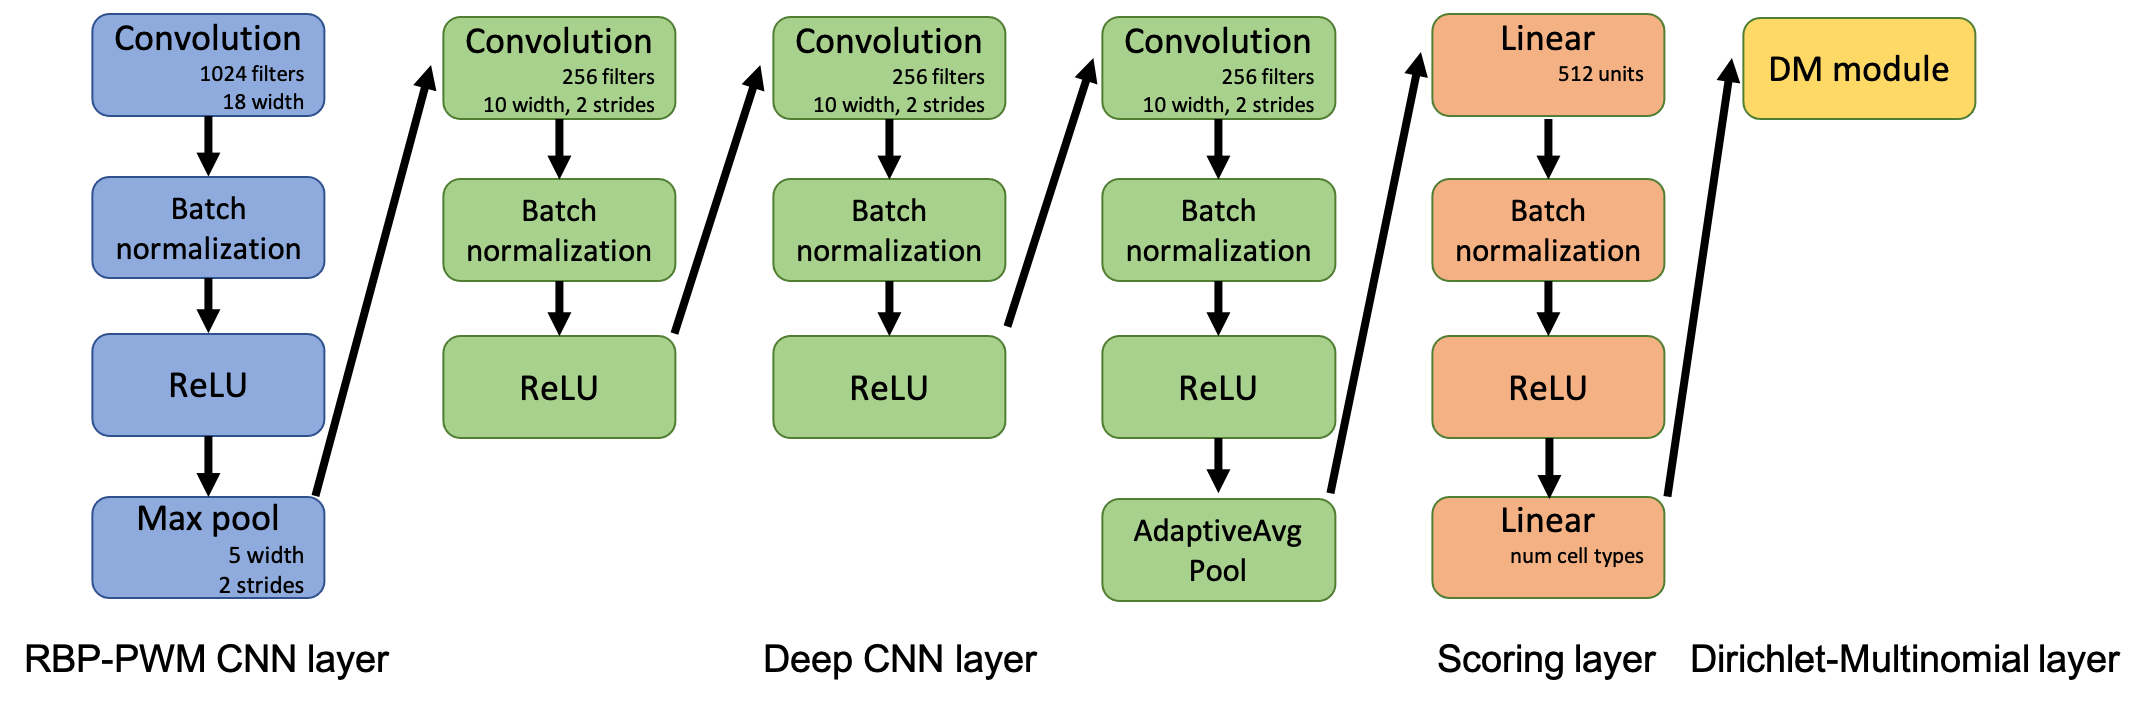 Convolution
1024 filters
18 width
Batch
normalization
ReLU
Max pool
5 width
2 strides
Convolution
256 filters
10 width, 2 strides
Batch
normalization
ReLU
Convolution
256 filters
10 width, 2 strides
Batch
normalization
ReLU
Convolution
256 filters
10 width, 2 strides
Batch
normalization
ReLU
AdaptiveAvg
Pool
Linear
512 units
Batch
normalization
ReLU
Linear
num cell types
DM module
RBP-PWM CNN layer
Deep CNN layer
Scoring layer
Dirichlet-Multinomial layer